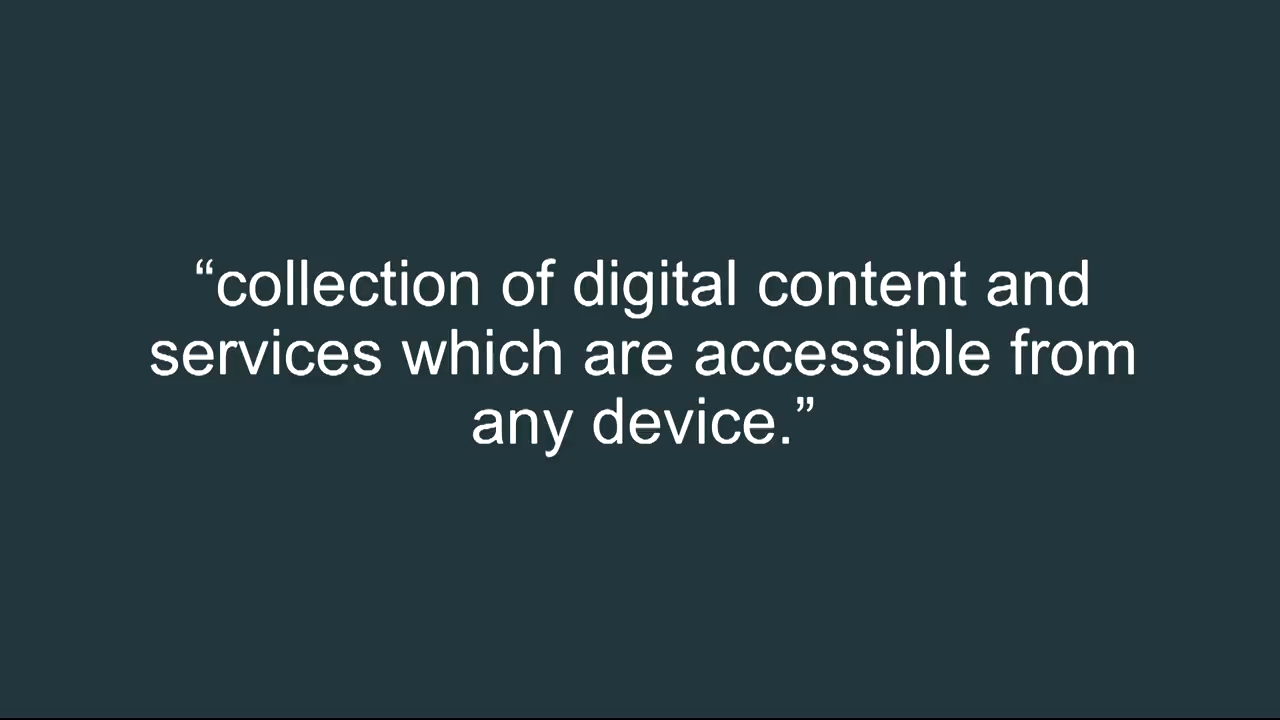 “collection of digital content and
services which are accessible from
any device.”